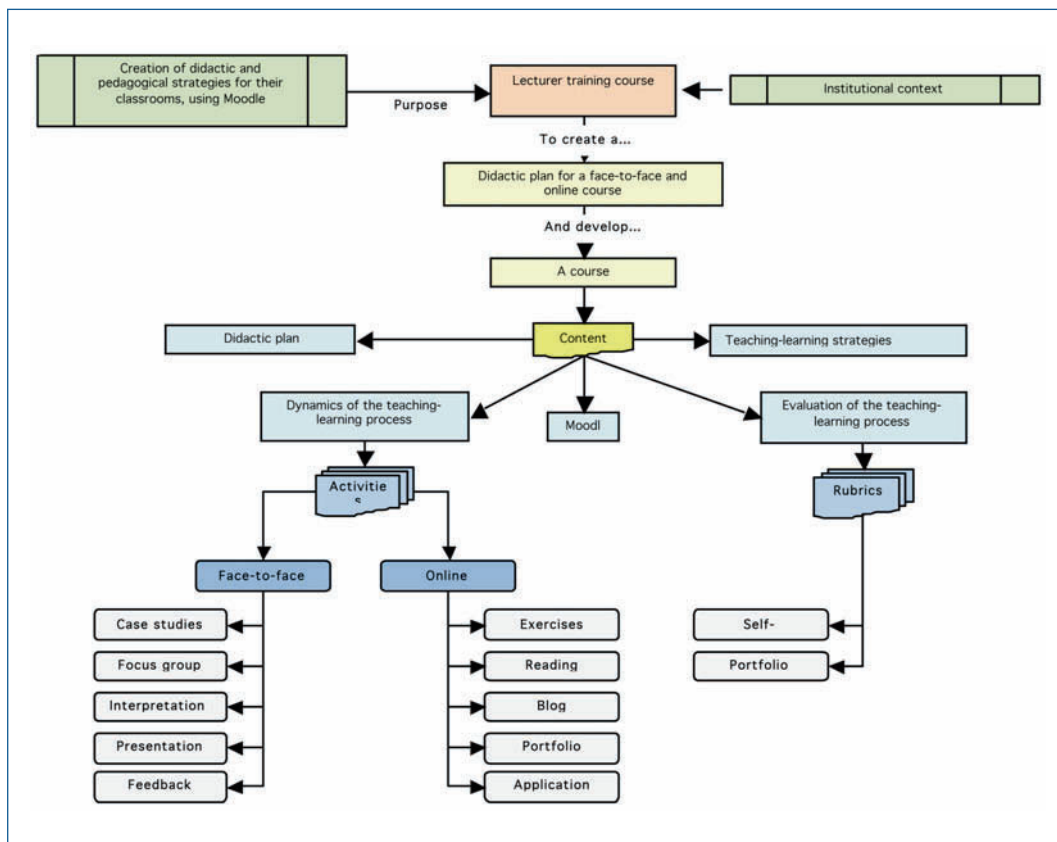 Creation of didactic and
pedagogical strategies for their
classrooms, using Moodle
Purpose
Lecturer training course
Institutional context
To create a...
Didactic plan for a face-to-face and
online course
And develop...
A course
Didactic plan
Content
Teaching-learning strategies
Dynamics of the teaching-
learning process
Moodl
Evaluation of the teaching-
learning process
Activitie
s
Rubrics
Face-to-face
Online
Case studies
Focus group
Interpretation
Presentation
Feedback
Exercises
Reading
Blog
Portfolio
Application
Self-
Portfolio